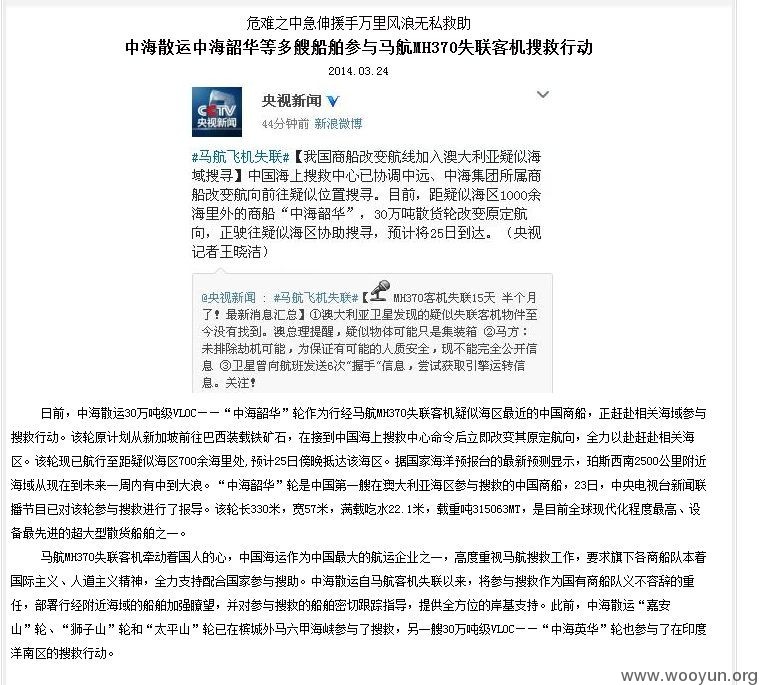 危难之中急伸援手万里风浪无私救助
中海散运中海韶华等多艘船舶参与马航MH370失联客机搜救行动
2014.03.24
CCTV
央视新闻
央视新闻
44分钟前 新浪微博
#马航飞机失联#【我国商船改变航线加入澳大利亚疑似海
域搜寻】中国海上搜救中心已协调中远、中海集团所属商
船改变航向前往疑似位置搜寻。目前，距疑似海区1000余
海里外的商船“中海韶华”，30万吨散货轮改变原定航
向，正驶往疑似海区协助搜寻，预计将25日到达。（央视
记者王晓洁）
@央视新闻 ： #马航飞机失联#【 MH370客机失联15天 半个月
了！最新消息汇总】①澳大利亚卫星发现的疑似失联客机物件至
今没有找到。澳总理提醒，疑似物体可能只是集装箱 ②马方：
未排除劫机可能，为保证有可能的人质安全，现不能完全公开信
息 ③卫星曾向航班发送6次“握手”信息，尝试获取引擎运转信
息。关注！
日前，中海散运30万吨级VLOC——“中海韶华”轮作为行经马航MH370失联客机疑似海区最近的中国商船，正赶赴相关海域参与
搜救行动。该轮原计划从新加坡前往巴西装载铁矿石，在接到中国海上搜救中心命令后立即改变其原定航向，全力以赴赶赴相关海
区。该轮现已航行至距疑似海区700余海里处,预计25日傍晚抵达该海区。据国家海洋预报台的最新预测显示，珀斯西南2500公里附近
海域从现在到未来一周内有中到大浪。“中海韶华”轮是中国第一艘在澳大利亚海区参与搜救的中国商船，23日，中央电视台新闻联
播节目已对该轮参与搜救进行了报导。该轮长330米，宽57米，满载吃水22.1米，载重吨315063MT，是目前全球现代化程度最高、设
备最先进的超大型散货船舶之一。
马航MH370失联客机牵动着国人的心，中国海运作为中国最大的航运企业之一，高度重视马航搜救工作，要求旗下各商船队本着
国际主义、人道主义精神，全力支持配合国家参与搜助。中海散运自马航客机失联以来，将参与搜救作为国有商船队义不容辞的重
任，部署行经附近海域的船舶加强瞭望，并对参与搜救的船舶密切跟踪指导，提供全方位的岸基支持。此前，中海散运“嘉安
山”轮、“狮子山”轮和“太平山”轮已在槟城外马六甲海峡参与了搜救，另一艘30万吨级VLOC——“中海英华”轮也参与了在印度
洋南区的搜救行动。
www.wooyun.org